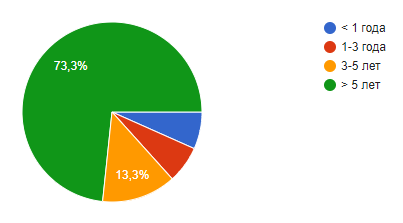 73,3%
13,3%
< 1 года
1-3 года
3-5 лет
> 5 лет